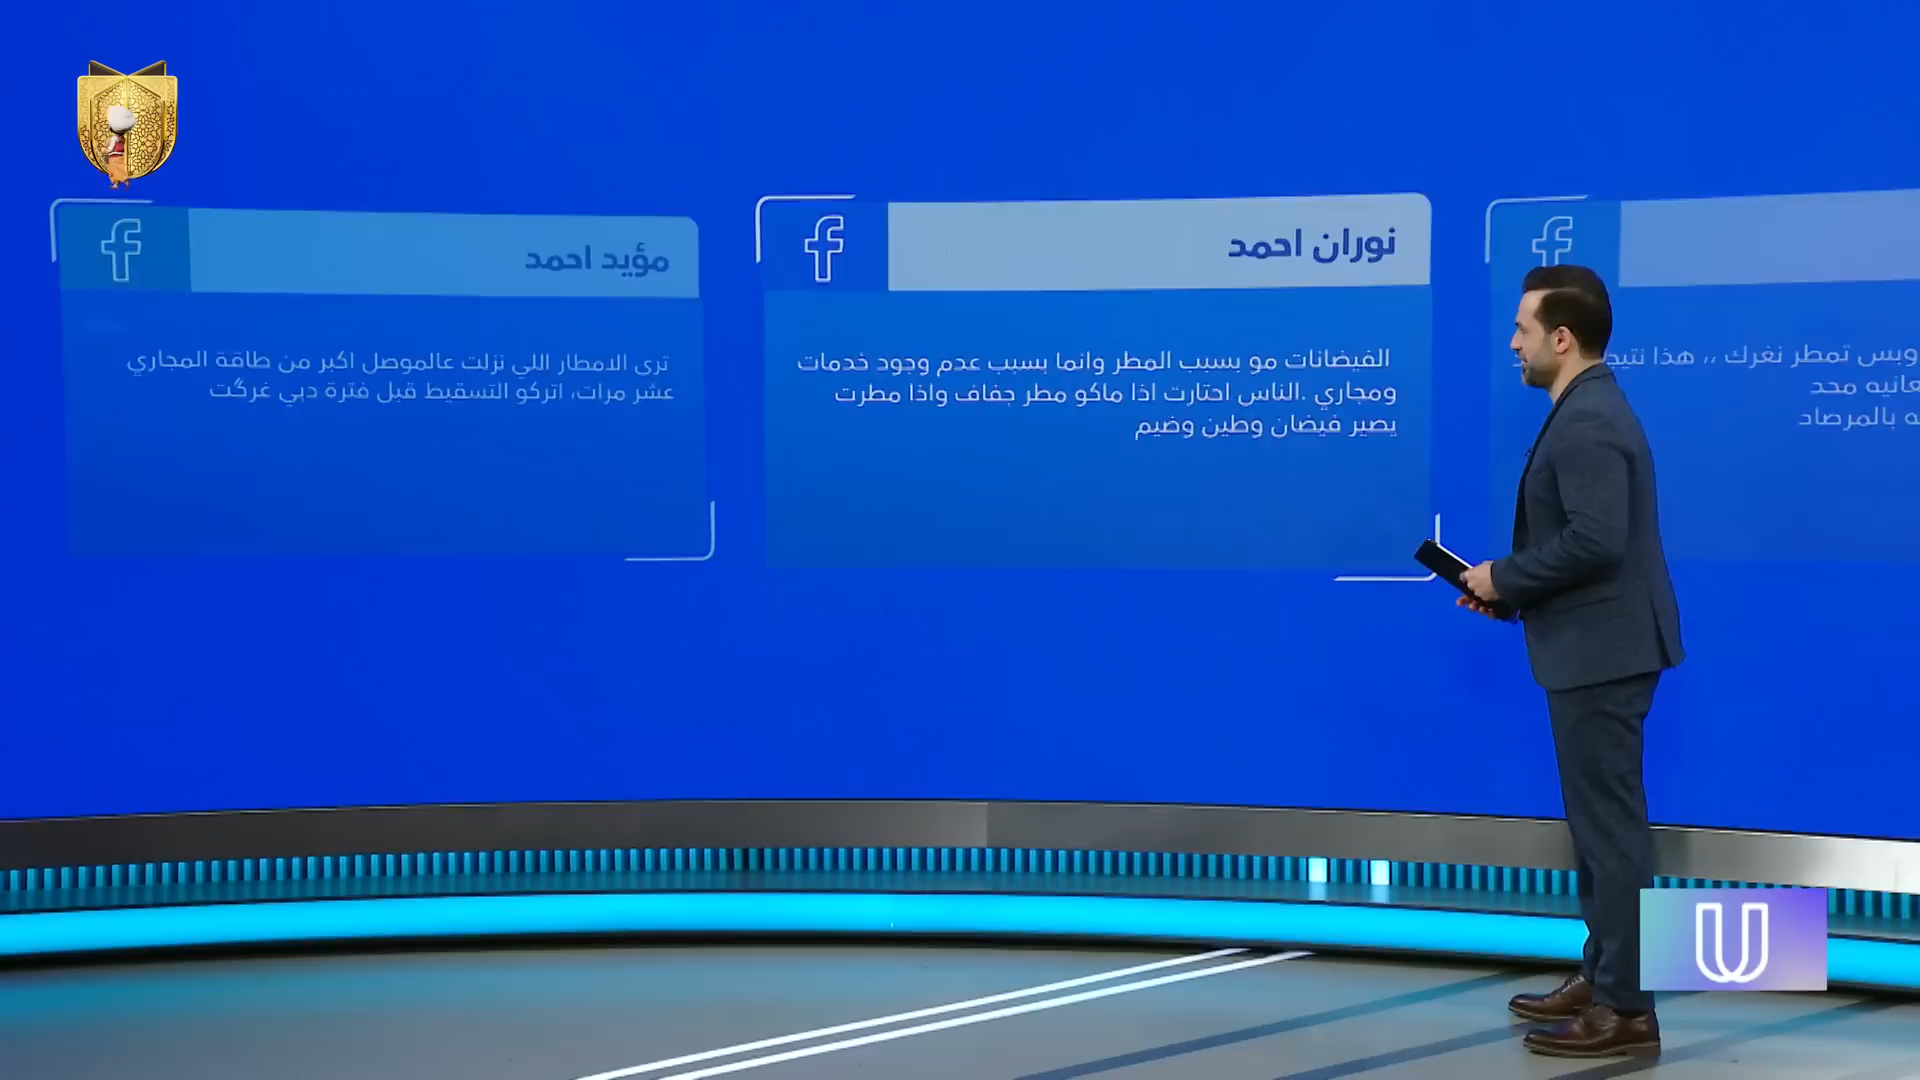 وبس تمطر نغرك ،، هذا
محد
بالمرصاد
نوران احمد
الفيضانات مو بسبب المطر وانما بسبب عدم وجود خدمات
ومجاري .الناس احتارت اذا ماكو مطر جفاف واذا مطرت
يصير فيضان وطين وضيم
مؤيد احمد
ترى الامطار اللي نزلت عالموصل اكبر من طاقة المجاري
عشر مرات، اتركو التسقيط قبل فترة دبي غرگت
U